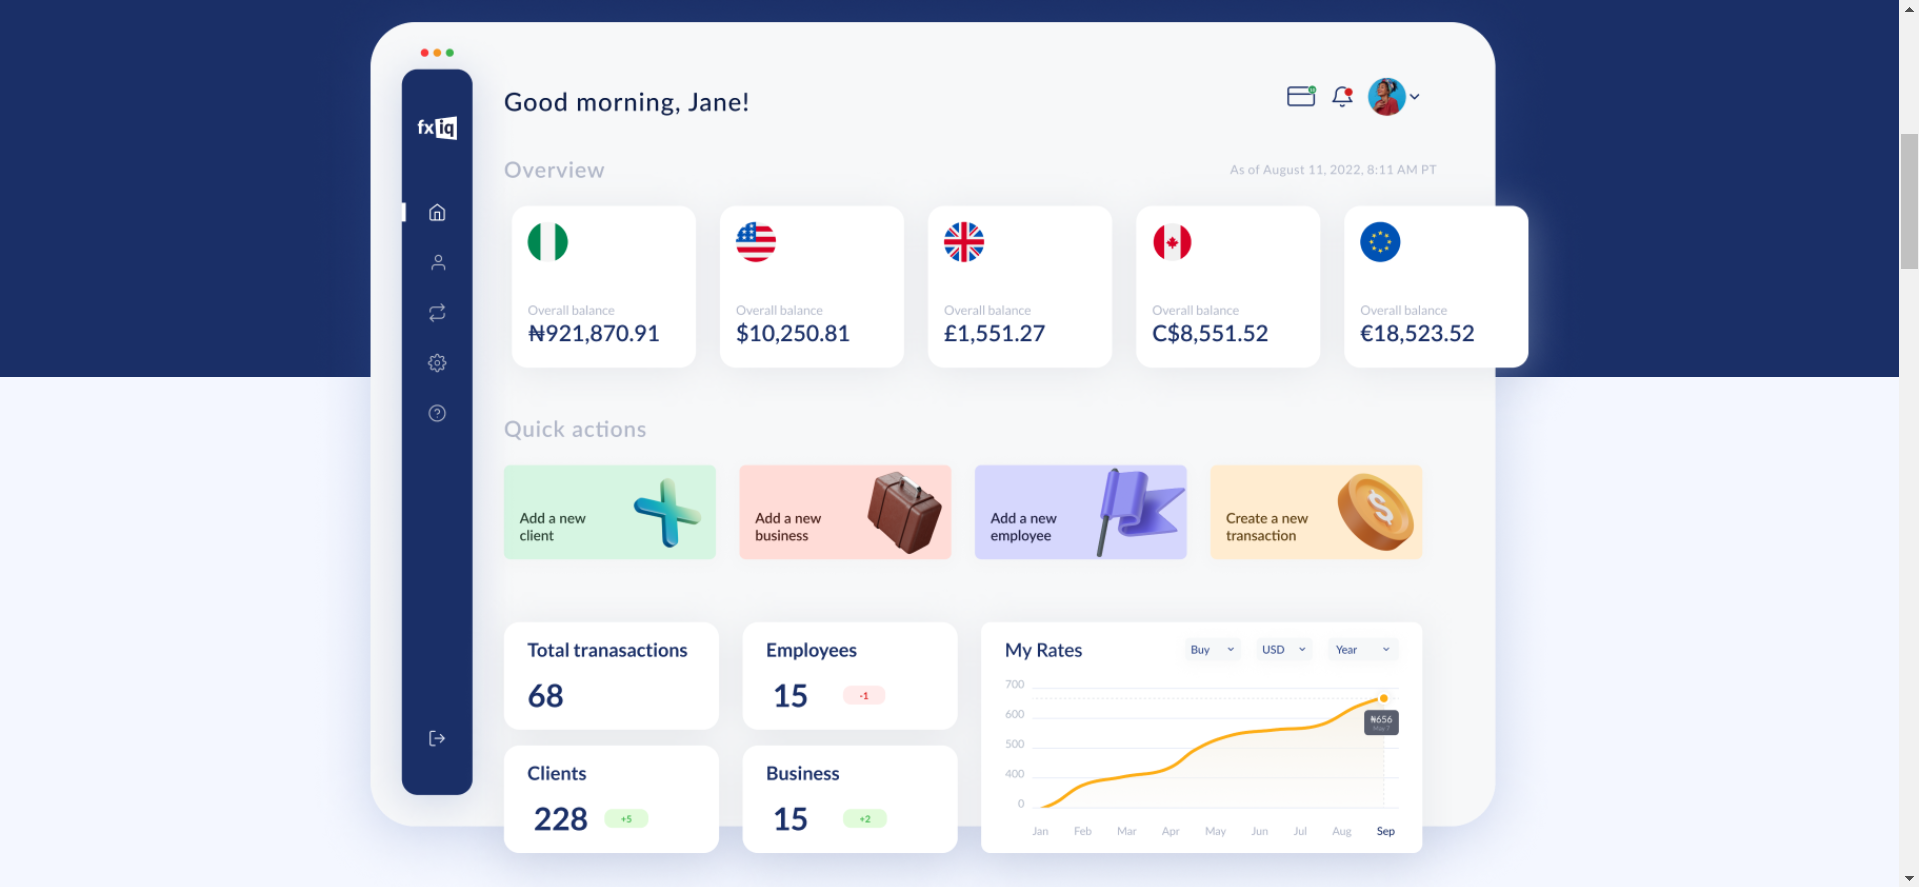 Good morning, Jane!
fxiq
Overview
As of August 11, 2022, 8:11 AM PT
Overall balance
₦921,870.91
Overall balance
$10,250.81
Overall balance
£1,551.27
Overall balance
C$8,551.52
Overall balance
€18,523.52
Quick actions
Add a new
client
Add a new
business
Add a new
employee
Create a new
transaction
Total tranasactions
68
Employees
15
-1
Clients
228
+5
Business
15
+2
My Rates
Buy
USD
Year
700
600
500
400
0
₦656
Jan Feb Mar Apr May Jun Jul Aug Sep